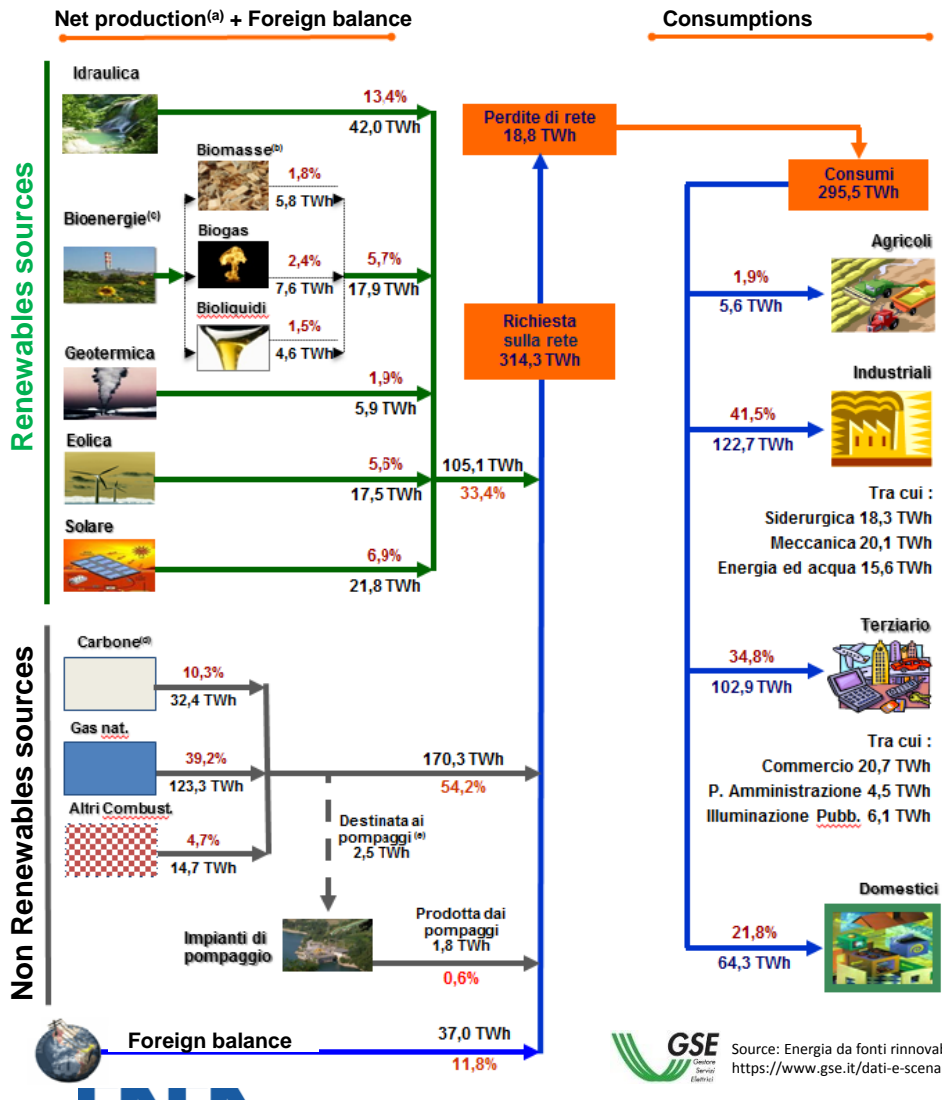 Net production(a) + Foreign balance
Consumptions
Renewables sources
Idraulica
13,4%
42,0 TWh
Bioenergie(c)
Biomasse(b)
1,8%
5,8 TWh
Biogas
2,4%
7,6 TWh
Bioliquidi
1,5%
4,6 TWh
5,7%
17,9 TWh
Geotermica
1,9%
5,9 TWh
Eolica
5,6%
17,5 TWh
Solare
6,9%
21,8 TWh
105,1 TWh
33,4%
Non Renewables sources
Carbone(d)
10,3%
32,4 TWh
Gas nat.
39,2%
123,3 TWh
Altri Combust.
4,7%
14,7 TWh
170,3 TWh
54,2%
Destinata ai
pompaggi (e)
2,5 TWh
Impianti di
pompaggio
Prodotta dai
pompaggi
1,8 TWh
0,6%
Foreign balance
37,0 TWh
11,8%
Perdite di rete
18,8 TWh
Richiesta
sulla rete
314,3 TWh
Consumi
295,5 TWh
Agricoli
1,9%
5,6 TWh
Industriali
41,5%
122,7 TWh
Tra cui :
Siderurgica 18,3 TWh
Meccanica 20,1 TWh
Energia ed acqua 15,6 TWh
Terziario
34,8%
102,9 TWh
Tra cui :
Commercio 20,7 TWh
P. Amministrazione 4,5 TWh
Illuminazione Pubb. 6,1 TWh
Domestici
21,8%
64,3 TWh
GSE
Gestore
Servizi
Elettrici
Source: Energia da fonti rinnoval
https://www.gse.it/dati-e-scena